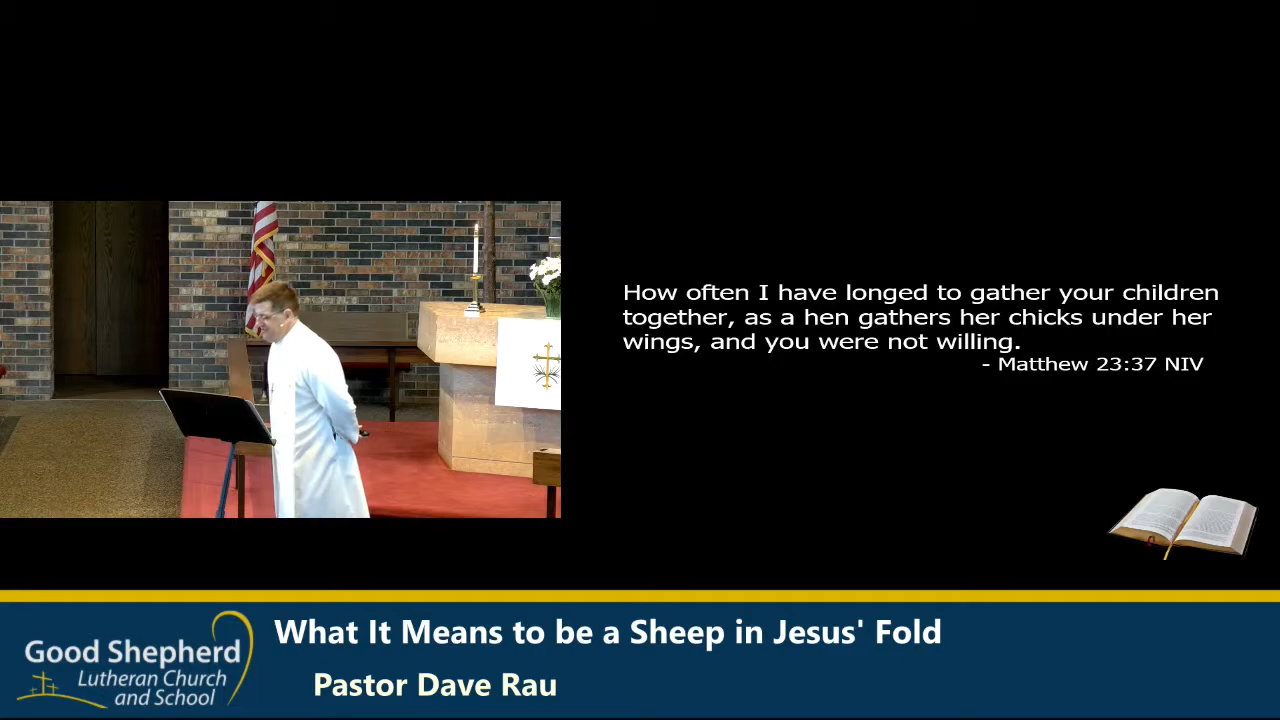 How often I have longed to gather your children
together, as a hen gathers her chicks under her
wings, and you were not willing.
- Matthew 23:37 NIV
What It Means to be a Sheep in Jesus' Fold
Pastor Dave Rau
Good Shepherd
Lutheran Church
and School